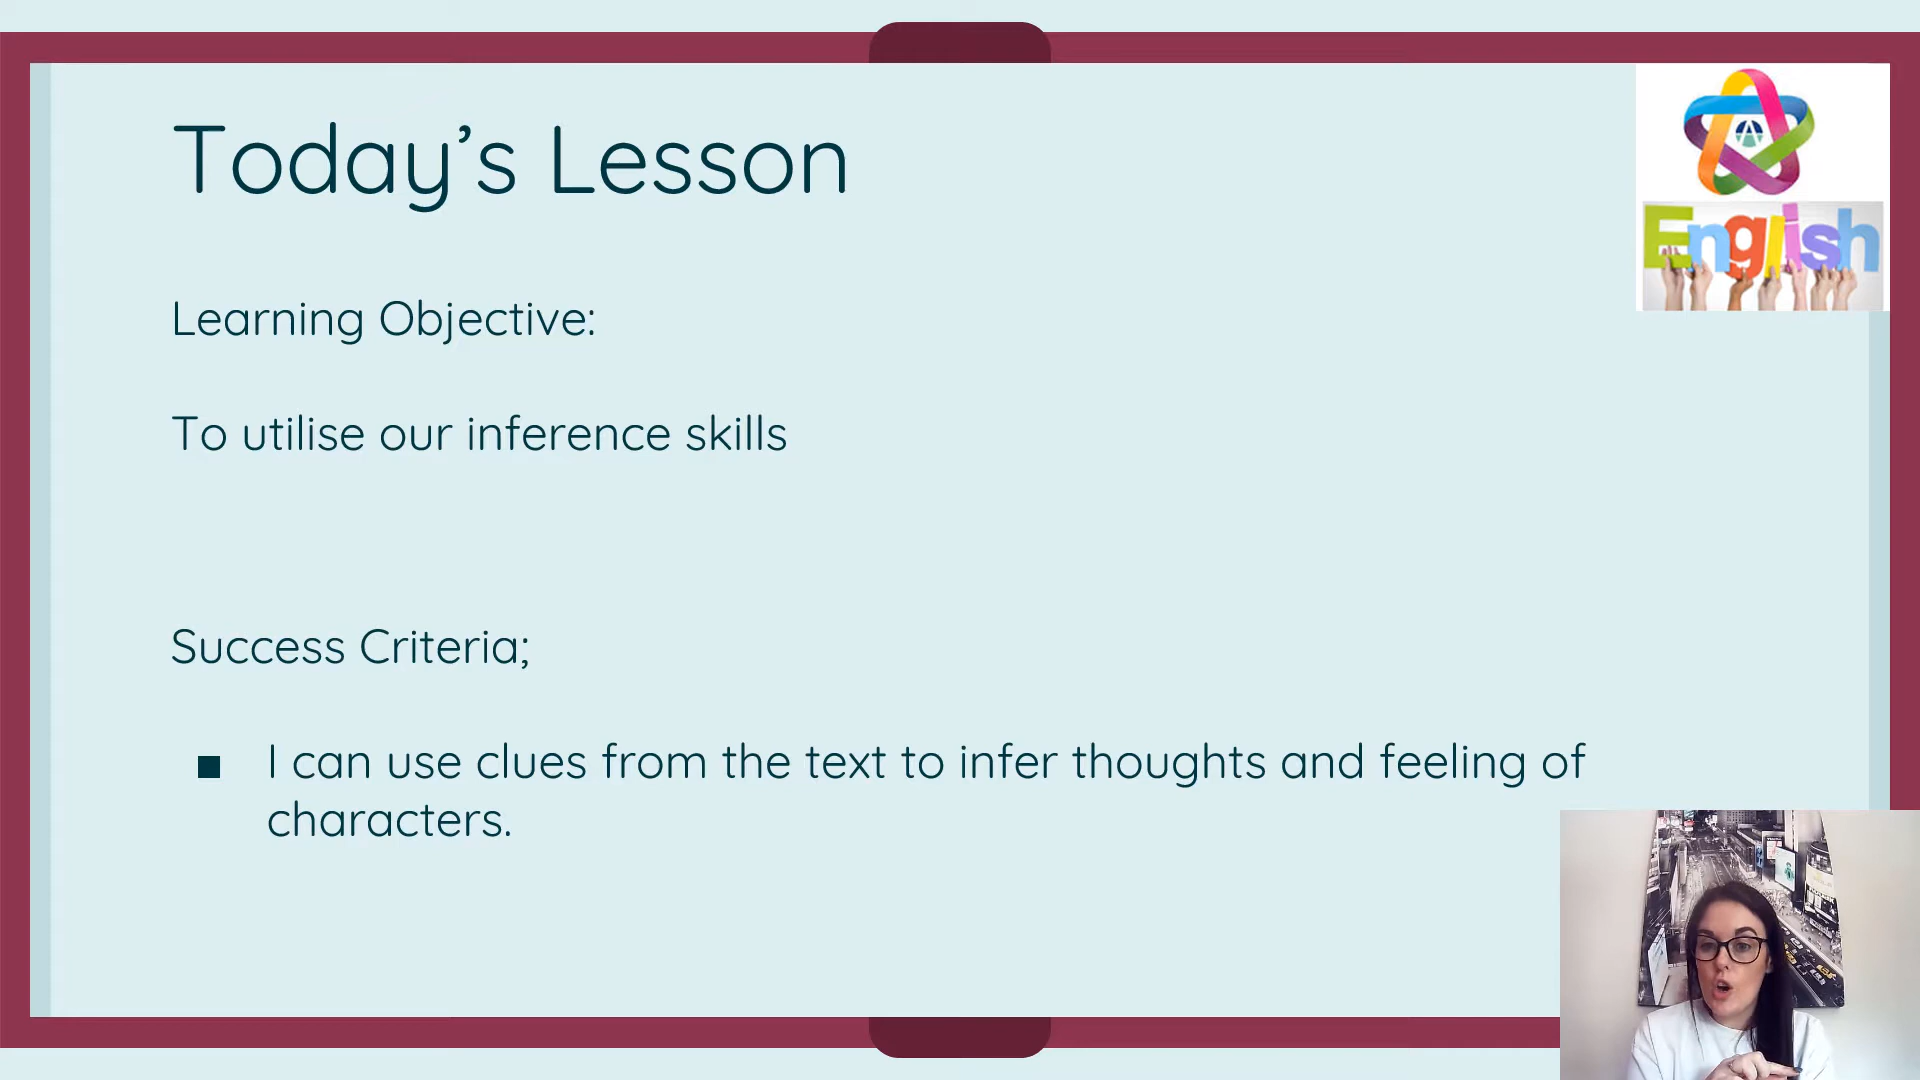 Today's Lesson
English
Learning Objective:
To utilise our inference skills
Success Criteria;
■ I can use clues from the text to infer thoughts and feeling of
characters.